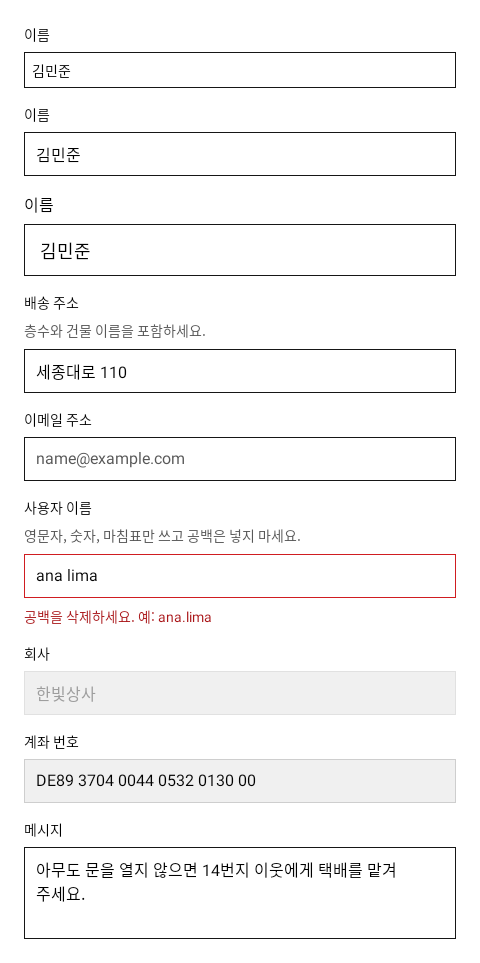 이름
김민준
이름
김민준
이름
김민준
배송 주소
층수와 건물 이름을 포함하세요.
세종대로 110
이메일 주소
name@example.com
사용자 이름
영문자, 숫자, 마침표만 쓰고 공백은 넣지 마세요.
ana lima
공백을 삭제하세요. 예: ana.lima
회사
한빛상사
계좌 번호
DE89 3704 0044 0532 0130 00
메시지
아무도 문을 열지 않으면 14번지 이웃에게 택배를 맡겨
주세요.